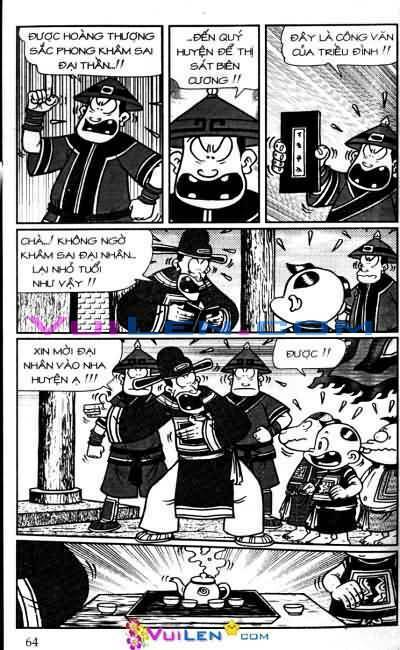 ĐƯỢC HOÀNG THƯỢNG
SẮC PHONG KHÂM SAI
ĐẠI THẦN...!!
...ĐẾN QUÝ
HUYỆN ĐỂ THỊ
SÁT BIÊN
CƯƠNG !!
ĐÂY LÀ CÔNG VĂN
CỦA TRIỀU ĐÌNH !!
CHÀ...! KHÔNG NGỜ
KHÂM SAI ĐẠI NHÂN...
LẠI NHỎ TUỔI
NHƯ VẬY !!
VUILEN.COM
XIN MỜI ĐẠI
NHÂN VÀO NHA
HUYỆN Ạ !!!
ĐƯỢC !!
64
VUILEN.COM